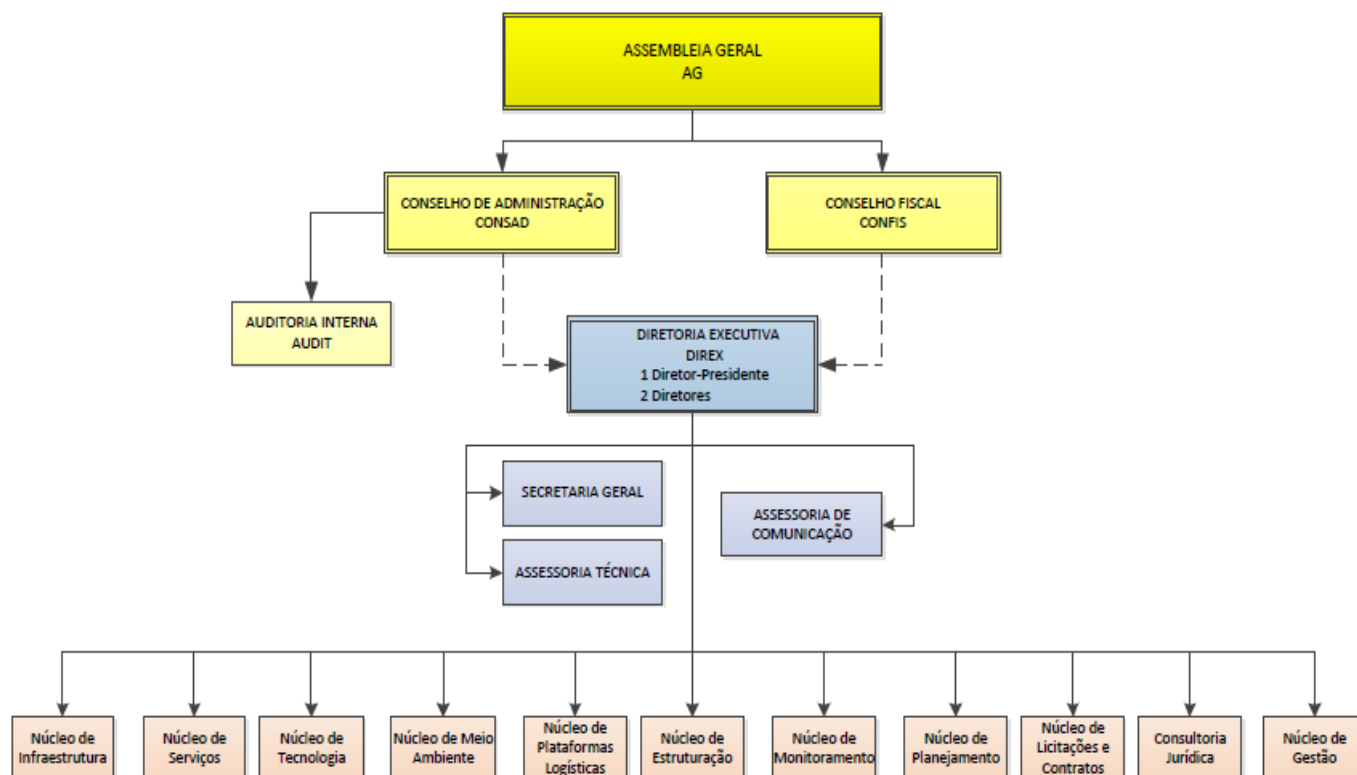 ASSEMBLEIA GERAL
AG
CONSELHO DE ADMINISTRAÇÃO
CONSAD
CONSELHO FISCAL
CONFIS
AUDITORIA INTERNA
AUDIT
DIRETORIA EXECUTIVA
DIREX
1 Diretor-Presidente
2 Diretores
SECRETARIA GERAL
ASSESSORIA DE
COMUNICAÇÃO
ASSESSORIA TÉCNICA
Núcleo de
Infraestrutura
Núcleo de
Serviços
Núcleo de
Tecnologia
Núcleo de Meio
Ambiente
Núcleo de
Plataformas
Logísticas
Núcleo de
Estruturação
Núcleo de
Monitoramento
Núcleo de
Planejamento
Núcleo de
Licitações e
Contratos
Consultoria
Jurídica
Núcleo de
Gestão